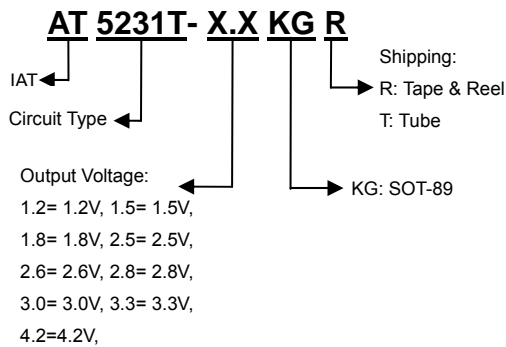 AT 5231T- X.X KG R
Shipping:
IAT
R: Tape & Reel
Circuit Type
T: Tube
Output Voltage:
KG: SOT-89
1.2= 1.2V, 1.5= 1.5V,
1.8= 1.8V, 2.5= 2.5V,
2.6= 2.6V, 2.8= 2.8V,
3.0= 3.0V, 3.3= 3.3V,
4.2=4.2V,